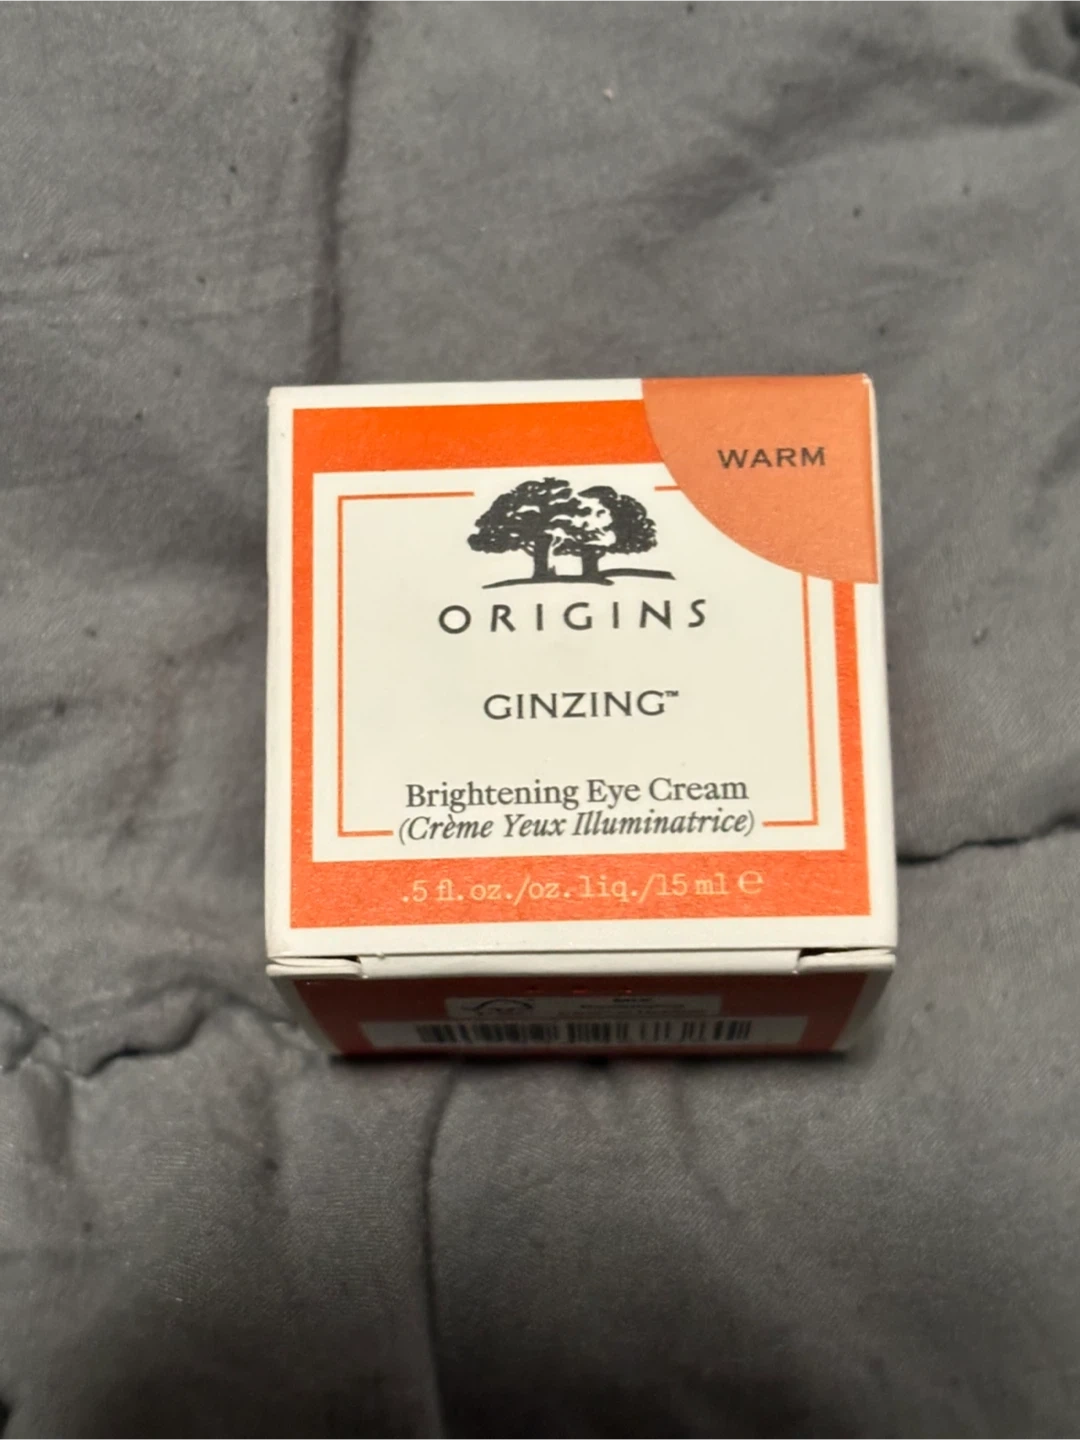 WARM
ORIGINS
GINZING™
Brightening Eye Cream
(Crème Yeux Illuminatrice)
.5 fl. oz./oz. liq./15 ml ℮